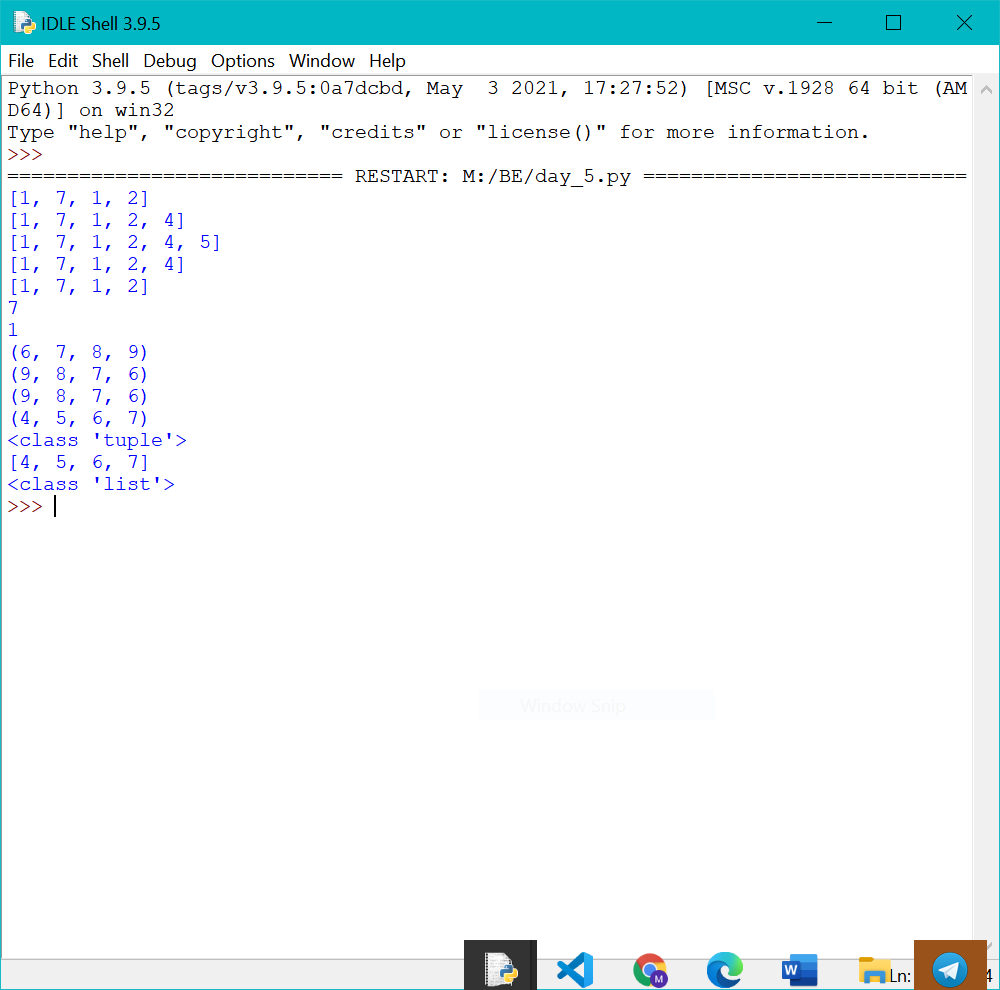 IDLE Shell 3.9.5
File Edit Shell Debug Options Window Help
Python 3.9.5 (tags/v3.9.5:0a7dcbd, May  3 2021, 17:27:52) [MSC v.1928 64 bit (AM
D64)] on win32
Type "help", "copyright", "credits" or "license()" for more information.
>>>
============================ RESTART: M:/BE/day_5.py ===========================
[1, 7, 1, 2]
[1, 7, 1, 2, 4]
[1, 7, 1, 2, 4, 5]
[1, 7, 1, 2, 4]
[1, 7, 1, 2]
7
1
(6, 7, 8, 9)
(9, 8, 7, 6)
(9, 8, 7, 6)
(4, 5, 6, 7)
<class 'tuple'>
[4, 5, 6, 7]
<class 'list'>
>>>
Window Snip
M W Ln: 4